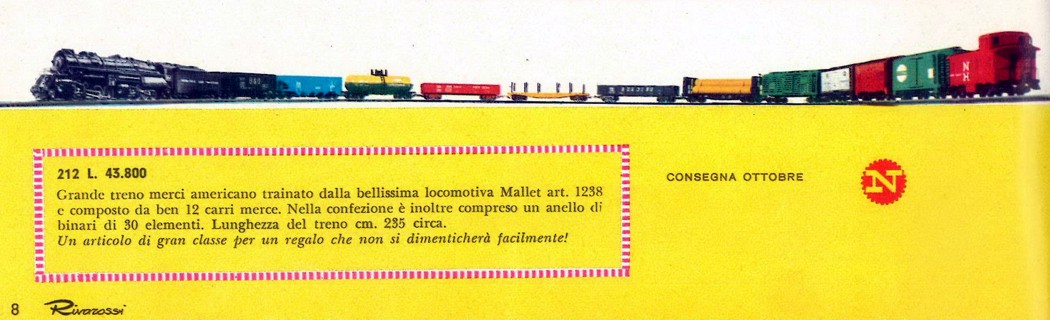 212 L. 43.800
Grande treno merci americano trainato dalla bellissima locomotiva Mallet art. 1238
e composto da ben 12 carri merce. Nella confezione è inoltre compreso un anello di
binari di 30 elementi. Lunghezza del treno cm. 235 circa.
Un articolo di gran classe per un regalo che non si dimenticherà facilmente!
CONSEGNA OTTOBRE
N
8 Rivarossi